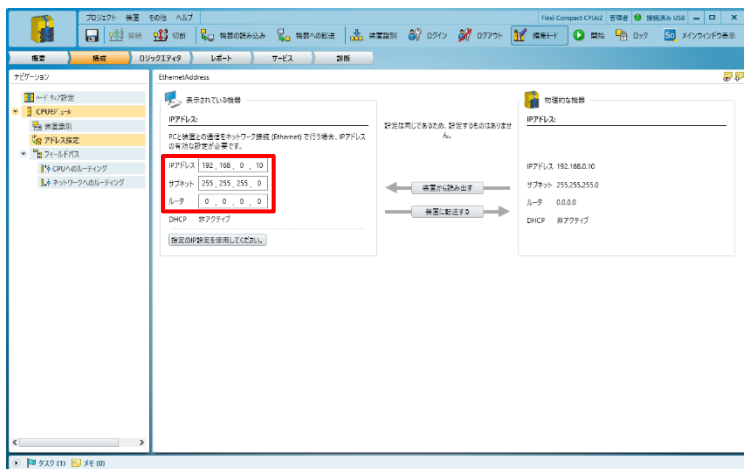 プロジェクト 装置 その他 ヘルプ
Flexi Compact CPUc2 管理者 接続済み USB
接続 切断 機器の読み込み 機器への転送 装置識別 ログイン ログアウト 編集モード 開始 ロック メインウィンドウ表示
概要 構成 ロジックエディタ レポート サービス 診断
ナビゲーション
ハードウェア設定
CPUモジュール
装置識別
アドレス指定
フィールドバス
CPUへのルーティング
ネットワークへのルーティング
EthernetAddress
表示されている機器
IPアドレス:
PCと装置との通信をネットワーク接続 (Ethernet) で行う場合、IPアドレス
の有効な設定が必要です。
IPアドレス 192 . 168 . 0 . 10
サブネット 255 . 255 . 255 . 0
ルータ 0 . 0 . 0 . 0
DHCP 非アクティブ
指定のIP設定を使用してください。
設定は同じであるため、設定するものはありませ
ん。
装置から読み出す
装置に転送する
物理的な機器
IPアドレス:
IPアドレス 192.168.0.10
サブネット 255.255.255.0
ルータ 0.0.0.0
DHCP 非アクティブ
タスク (1) メモ (0)